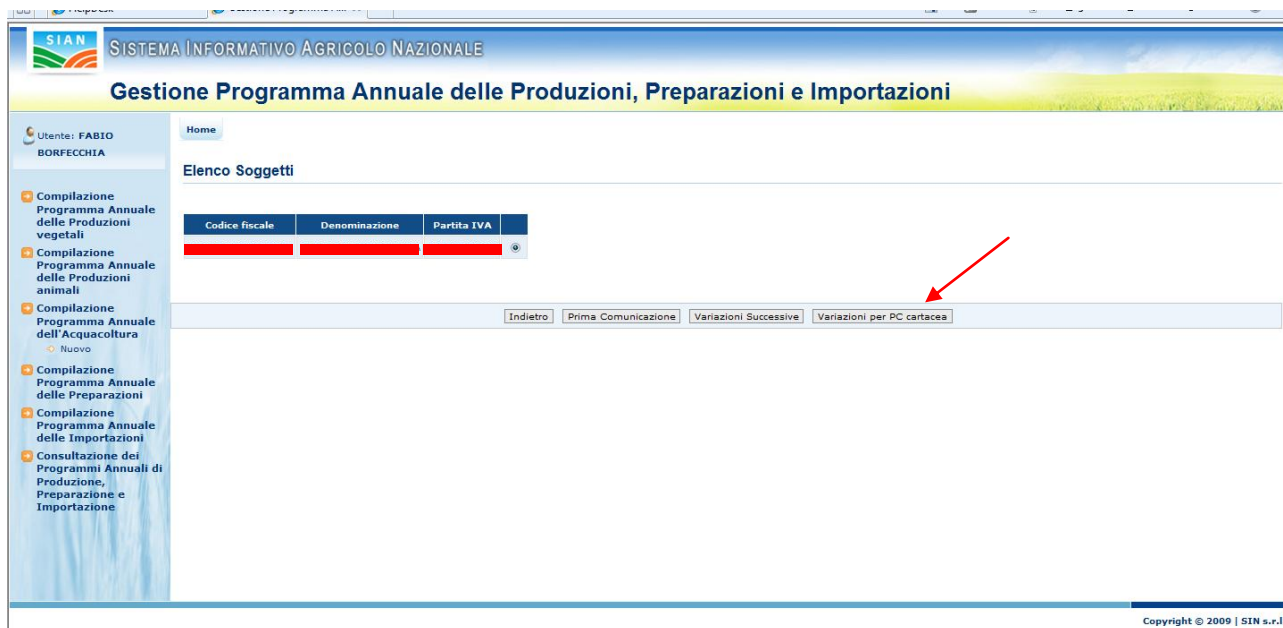 HelpDesk
SIAN
SISTEMA INFORMATIVO AGRICOLO NAZIONALE
Gestione Programma Annuale delle Produzioni, Preparazioni e Importazioni
Utente: FABIO
BORFECCHIA
Home
Elenco Soggetti
Compilazione
Programma Annuale
delle Produzioni
vegetali
Compilazione
Programma Annuale
delle Produzioni
animali
Compilazione
Programma Annuale
dell'Acquacoltura
Nuovo
Compilazione
Programma Annuale
delle Preparazioni
Compilazione
Programma Annuale
delle Importazioni
Consultazione dei
Programmi Annuali di
Produzione,
Preparazione e
Importazione
Codice fiscale Denominazione Partita IVA
Indietro Prima Comunicazione Variazioni Successive Variazioni per PC cartacea
Copyright © 2009 | SIN s.r.l